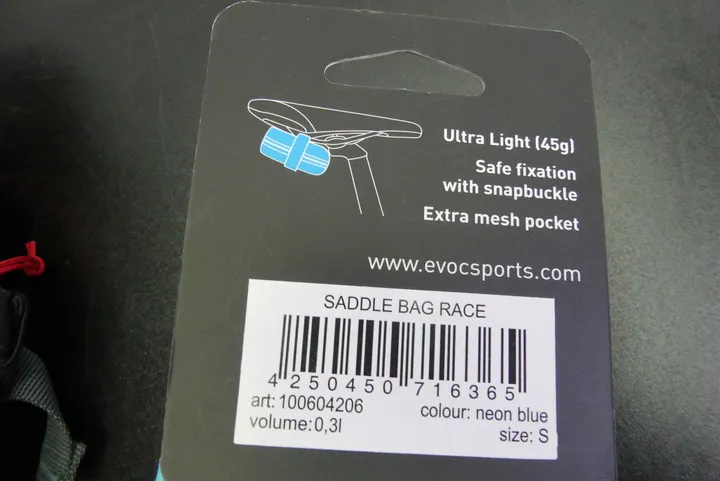 Ultra Light (45g)
Safe fixation
with snapbuckle
Extra mesh pocket
www.evocsports.com
SADDLE BAG RACE
4 250450 716365
art: 100604206 colour: neon blue
volume:0,3l size: S